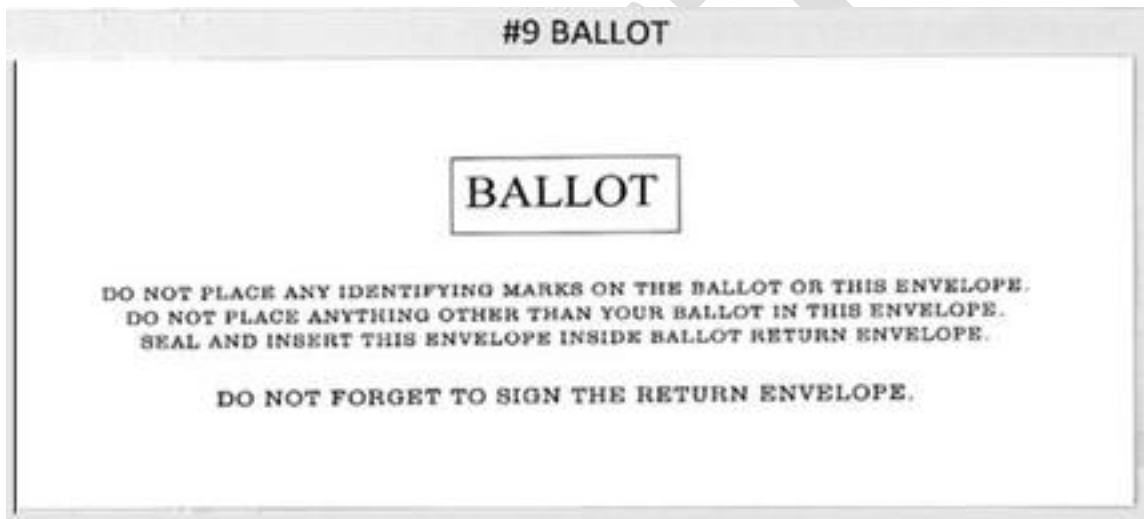 #9 BALLOT
BALLOT
DO NOT PLACE ANY IDENTIFYING MARKS ON THE BALLOT OR THIS ENVELOPE.
DO NOT PLACE ANYTHING OTHER THAN YOUR BALLOT IN THIS ENVELOPE.
SEAL AND INSERT THIS ENVELOPE INSIDE BALLOT RETURN ENVELOPE.
DO NOT FORGET TO SIGN THE RETURN ENVELOPE.